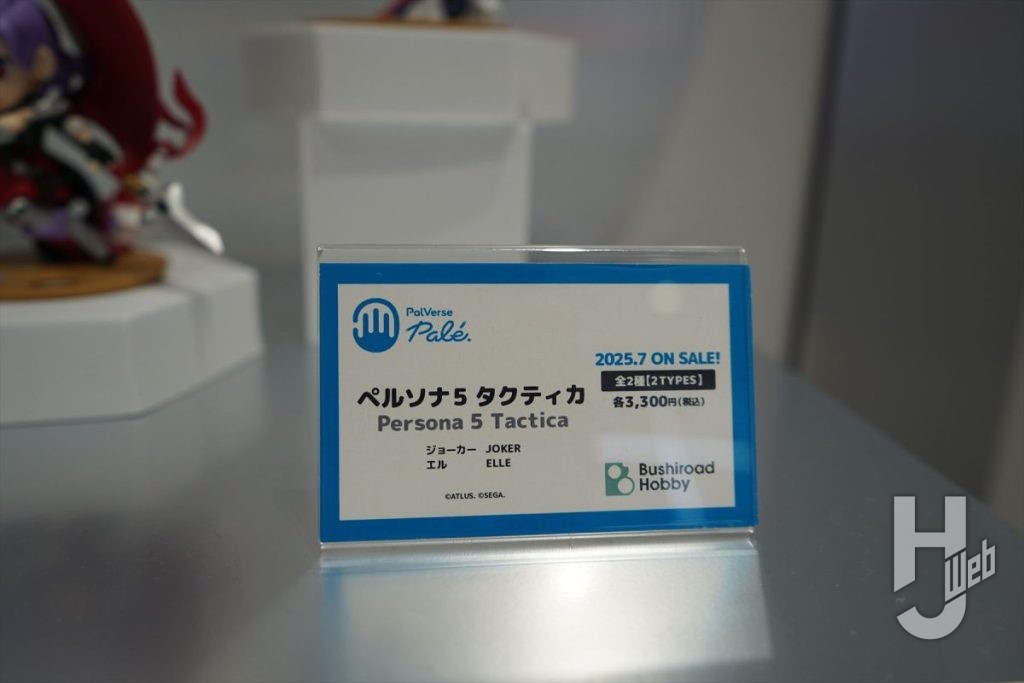 PalVerse
Palé.
2025.7 ON SALE!
全2種【2TYPES】
各3,300円(税込)
ペルソナ5 タクティカ
Persona 5 Tactica
ジョーカー JOKER
エル ELLE
©ATLUS. ©SEGA.
Bushiroad
Hobby
HJ Web